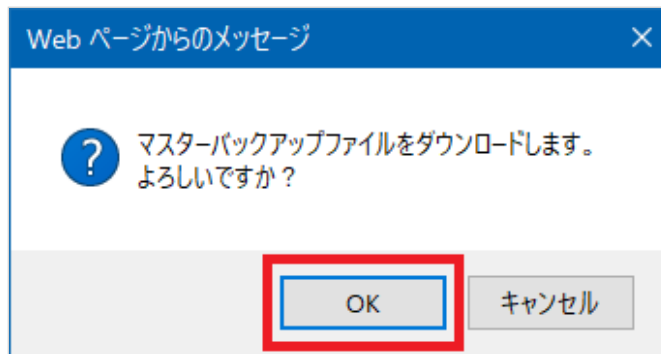 Web ページからのメッセージ
マスターバックアップファイルをダウンロードします。
よろしいですか？
OK
キャンセル